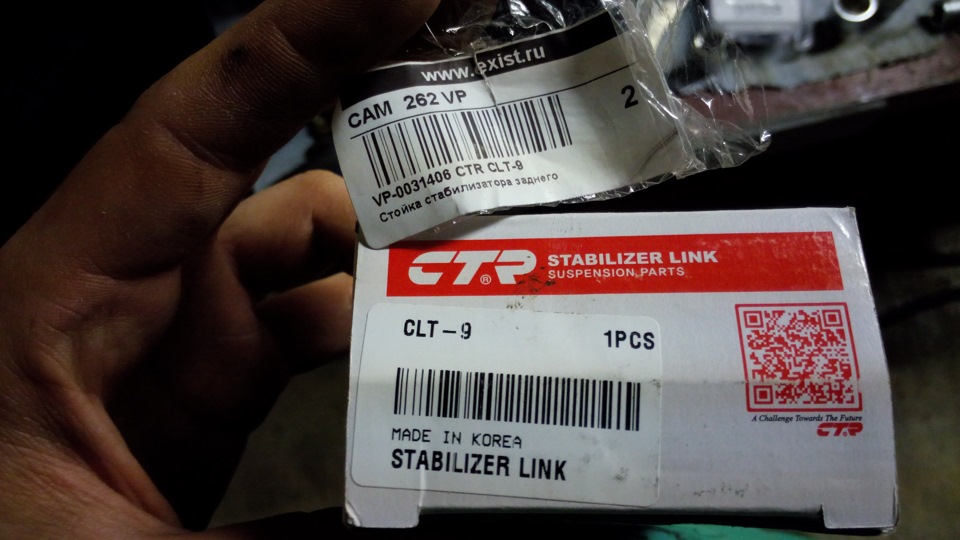 www.exist.ru
CAM 262 VP
2
VP-0031406 CTR CLT-9
Стойка стабилизатора заднего
CTR® STABILIZER LINK
SUSPENSION PARTS
CLT-9
1PCS
MADE IN KOREA
STABILIZER LINK
A Challenge Towards The Future
CTR